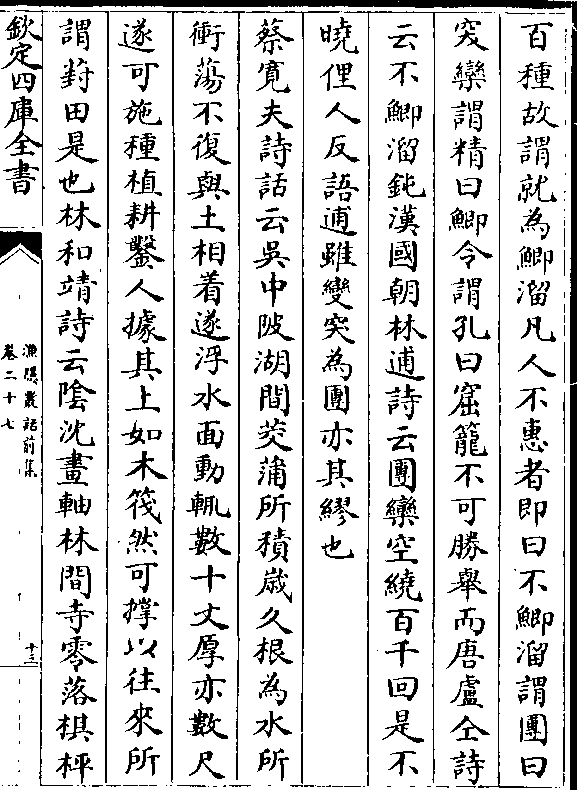 百種故謂就為鯽溜凡人不惠者即曰不鯽溜謂團曰
突欒謂精曰鯽令謂孔曰窟籠不可勝舉而唐盧仝詩
云不鯽溜鈍漢國朝林逋詩云團欒空繞百千回是不
曉俚人反語逋雖變突為團亦其繆也
蔡寬夫詩話云吳中陂湖間茭蒲所積歳久根為水所
衝蕩不復與土相着遂浮水面動輒數十丈厚亦數尺
遂可施種植耕鑿人據其上如木筏然可撑以往來所
謂葑田是也林和靖詩云陰沈畫軸林間寺零落棋枰
欽定四庫全書
漁隱叢話前集
卷二十七
十三